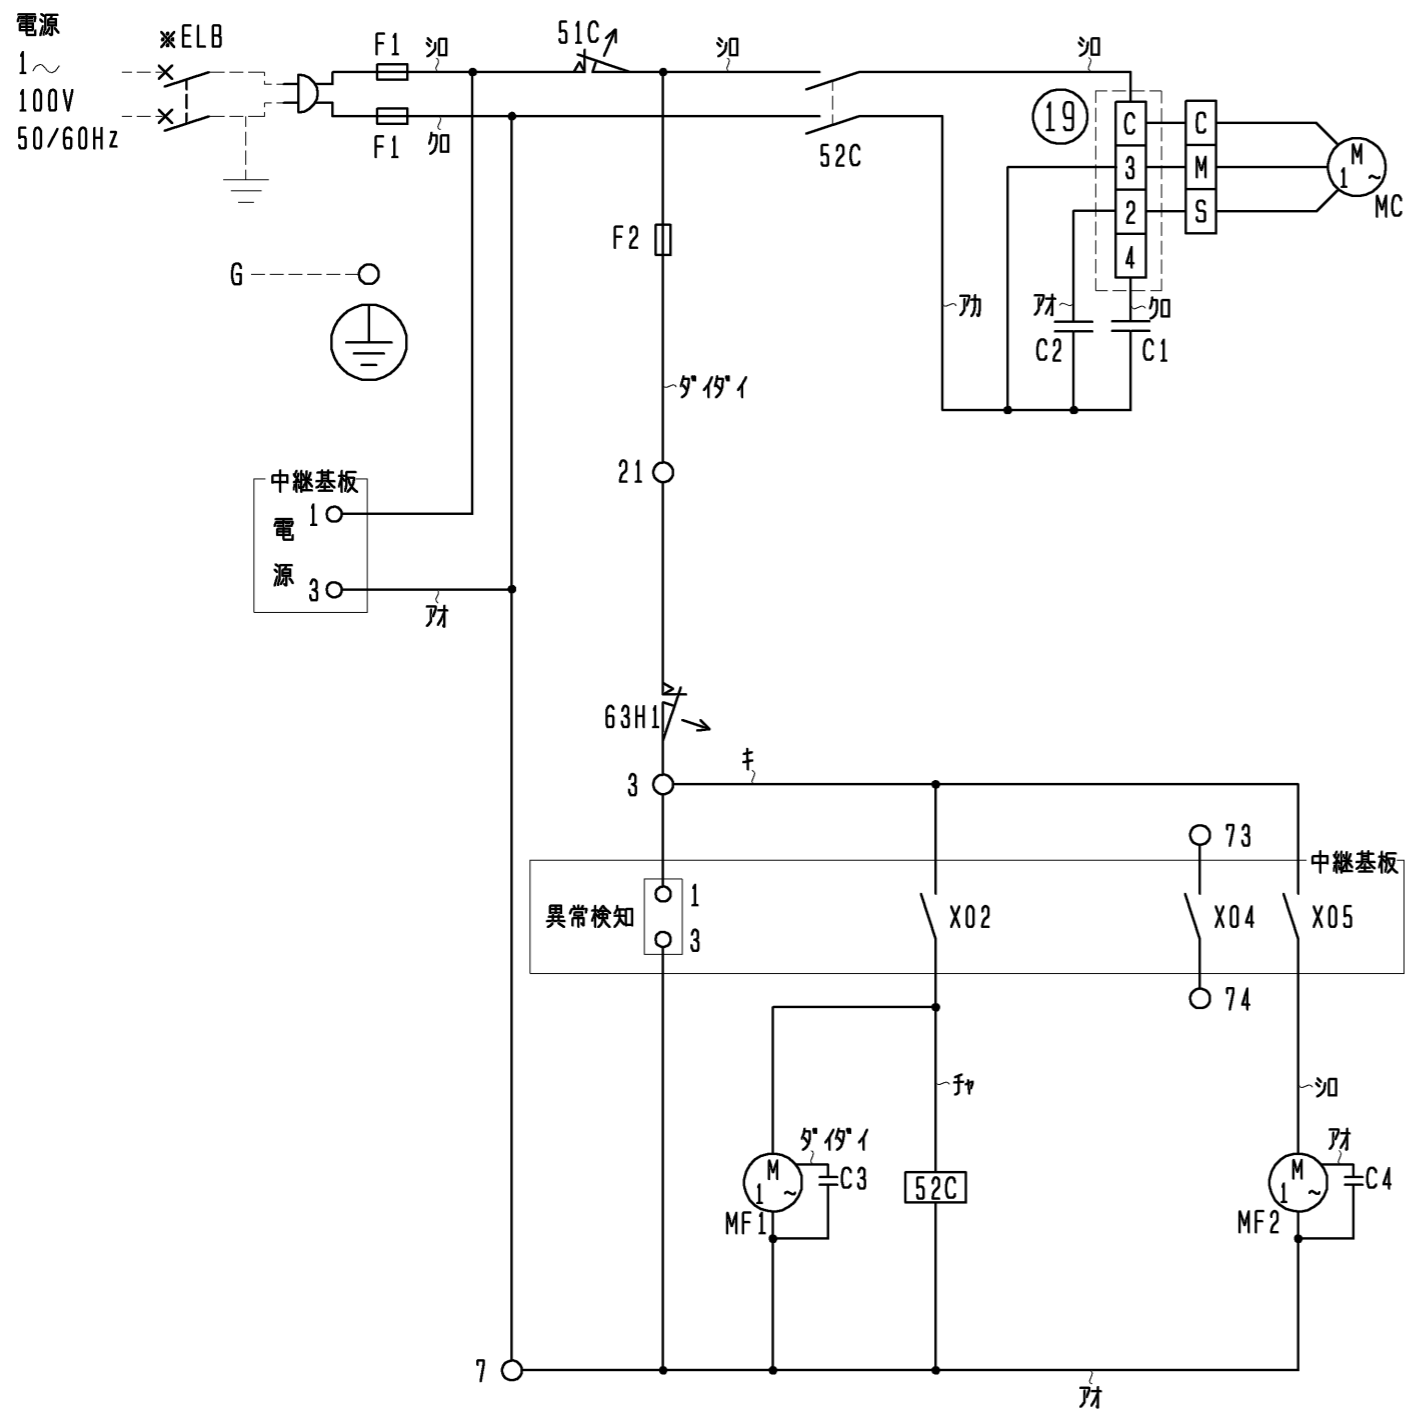 電源
1～
100V
50/60Hz
※ELB
F1
ｼﾛ
51C
ｼﾛ
ｼﾛ
F1
ｸﾛ
52C
19
C
C
3
M
2
S
4
M
1～
MC
F2
G
ｱｶ
ｱｵ
ｸﾛ
C2
C1
ﾀﾞｲﾀﾞｲ
21
中継基板
電源
1
3
ｱｵ
63H1
3
ｷ
73
中継基板
異常検知
1
3
X02
X04
X05
74
ﾁｬ
ｼﾛ
ﾀﾞｲﾀﾞｲ
M
1～
C3
MF1
52C
ｱｵ
M
1～
C4
MF2
7
ｱｵ